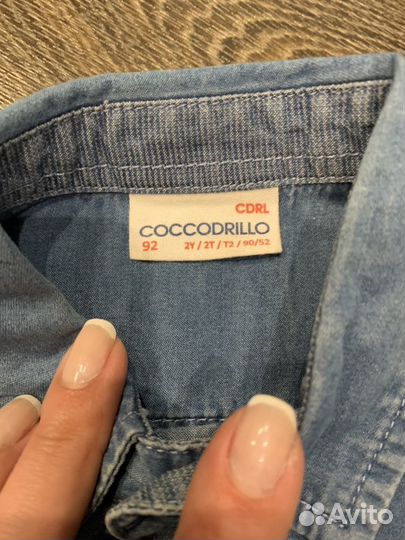 CDRL
COCCODRILLO
92 2Y / 2T / T2 / 90/52
Avito